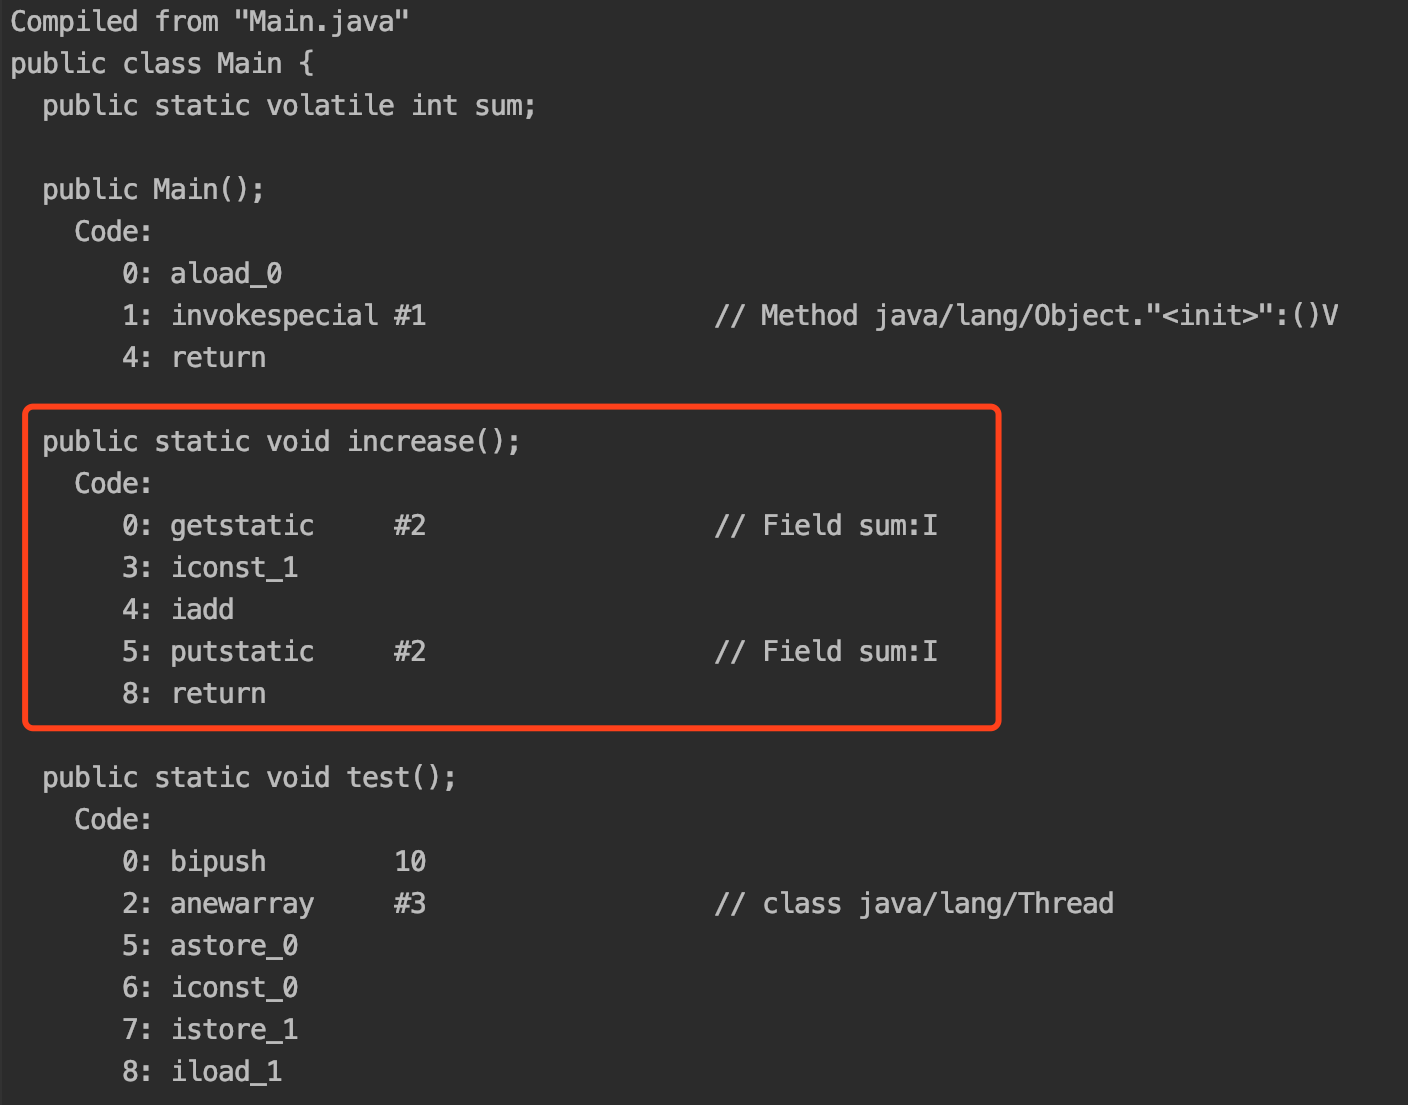 Compiled from "Main.java"
public class Main {
  public static volatile int sum;

  public Main();
    Code:
       0: aload_0
       1: invokespecial #1                  // Method java/lang/Object."<init>":()V
       4: return

  public static void increase();
    Code:
       0: getstatic     #2                  // Field sum:I
       3: iconst_1
       4: iadd
       5: putstatic     #2                  // Field sum:I
       8: return

  public static void test();
    Code:
       0: bipush        10
       2: anewarray     #3                  // class java/lang/Thread
       5: astore_0
       6: iconst_0
       7: istore_1
       8: iload_1